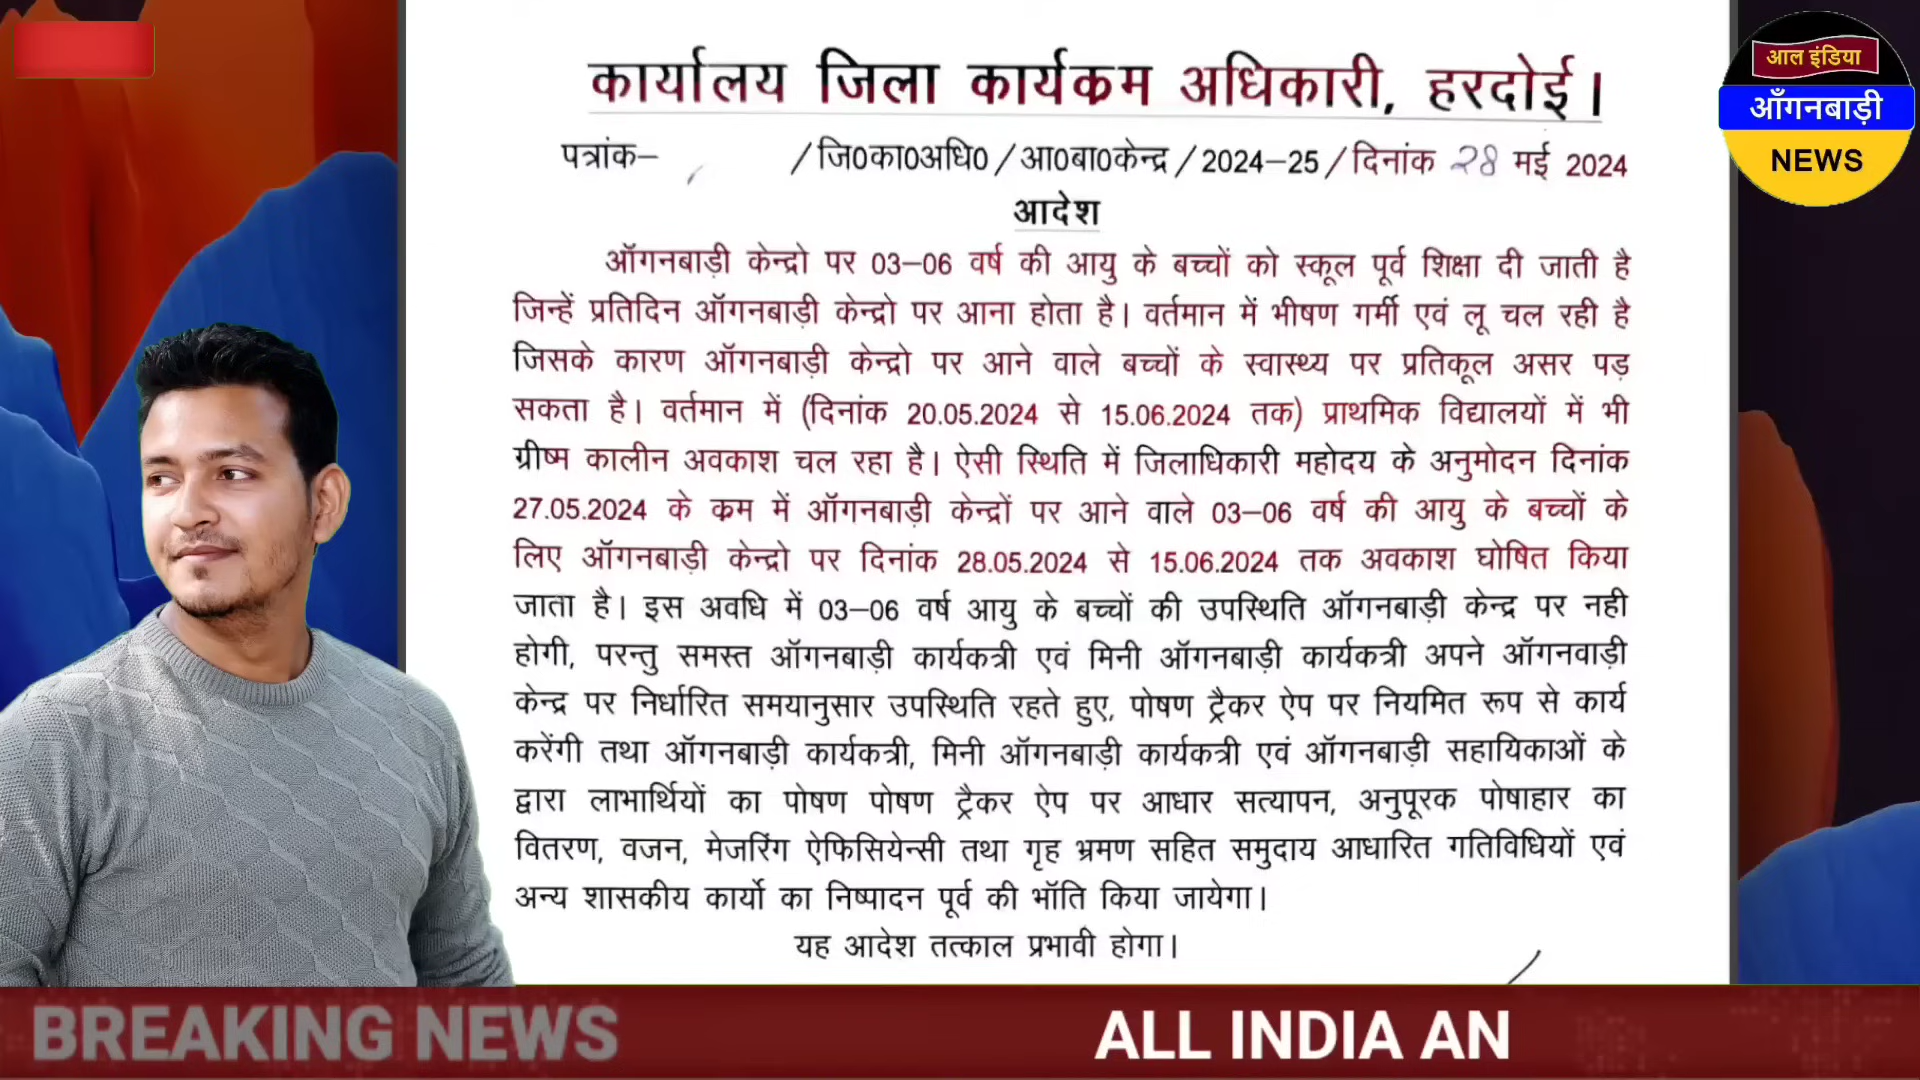 कार्यालय जिला कार्यकम अधिकारी, हरदोई।
पत्रांक– /जि0का0अधि0/आ0बा0केन्द्र/2024–25/दिनांक 28 मई 2024
आदेश
ऑगनबाड़ी केन्द्रो पर 03–06 वर्ष की आयु के बच्चों को स्कूल पूर्व शिक्षा दी जाती है
जिन्हें प्रतिदिन ऑगनबाड़ी केन्द्रो पर आना होता है। वर्तमान में भीषण गर्मी एवं लू चल रही है
जिसके कारण ऑगनबाड़ी केन्द्रो पर आने वाले बच्चों के स्वास्थ्य पर प्रतिकूल असर पड़
सकता है। वर्तमान में (दिनांक 20.05.2024 से 15.06.2024 तक) प्राथमिक विद्यालयों में भी
ग्रीष्म कालीन अवकाश चल रहा है। ऐसी स्थिति में जिलाधिकारी महोदय के अनुमोदन दिनांक
27.05.2024 के कम में ऑगनबाड़ी केन्द्रों पर आने वाले 03–06 वर्ष की आयु के बच्चों के
लिए ऑगनबाड़ी केन्द्रो पर दिनांक 28.05.2024 से 15.06.2024 तक अवकाश घोषित किया
जाता है। इस अवधि में 03–06 वर्ष आयु के बच्चों की उपस्थिति ऑगनबाड़ी केन्द्र पर नही
होगी, परन्तु समस्त ऑगनबाड़ी कार्यकत्री एवं मिनी ऑगनबाड़ी कार्यकत्री अपने ऑगनवाड़ी
केन्द्र पर निर्धारित समयानुसार उपस्थिति रहते हुए, पोषण ट्रैकर ऐप पर नियमित रूप से कार्य
करेंगी तथा ऑगनबाड़ी कार्यकत्री, मिनी ऑगनबाड़ी कार्यकत्री एवं ऑगनबाड़ी सहायिकाओं के
द्वारा लाभार्थियों का पोषण पोषण ट्रैकर ऐप पर आधार सत्यापन, अनुपूरक पोषाहार का
वितरण, वजन, मेजरिंग ऐफिसियेन्सी तथा गृह भ्रमण सहित समुदाय आधारित गतिविधियों एवं
अन्य शासकीय कार्यो का निष्पादन पूर्व की भॉति किया जायेगा।
यह आदेश तत्काल प्रभावी होगा।
आल इंडिया
आँगनबाड़ी
NEWS
BREAKING NEWS
ALL INDIA AN